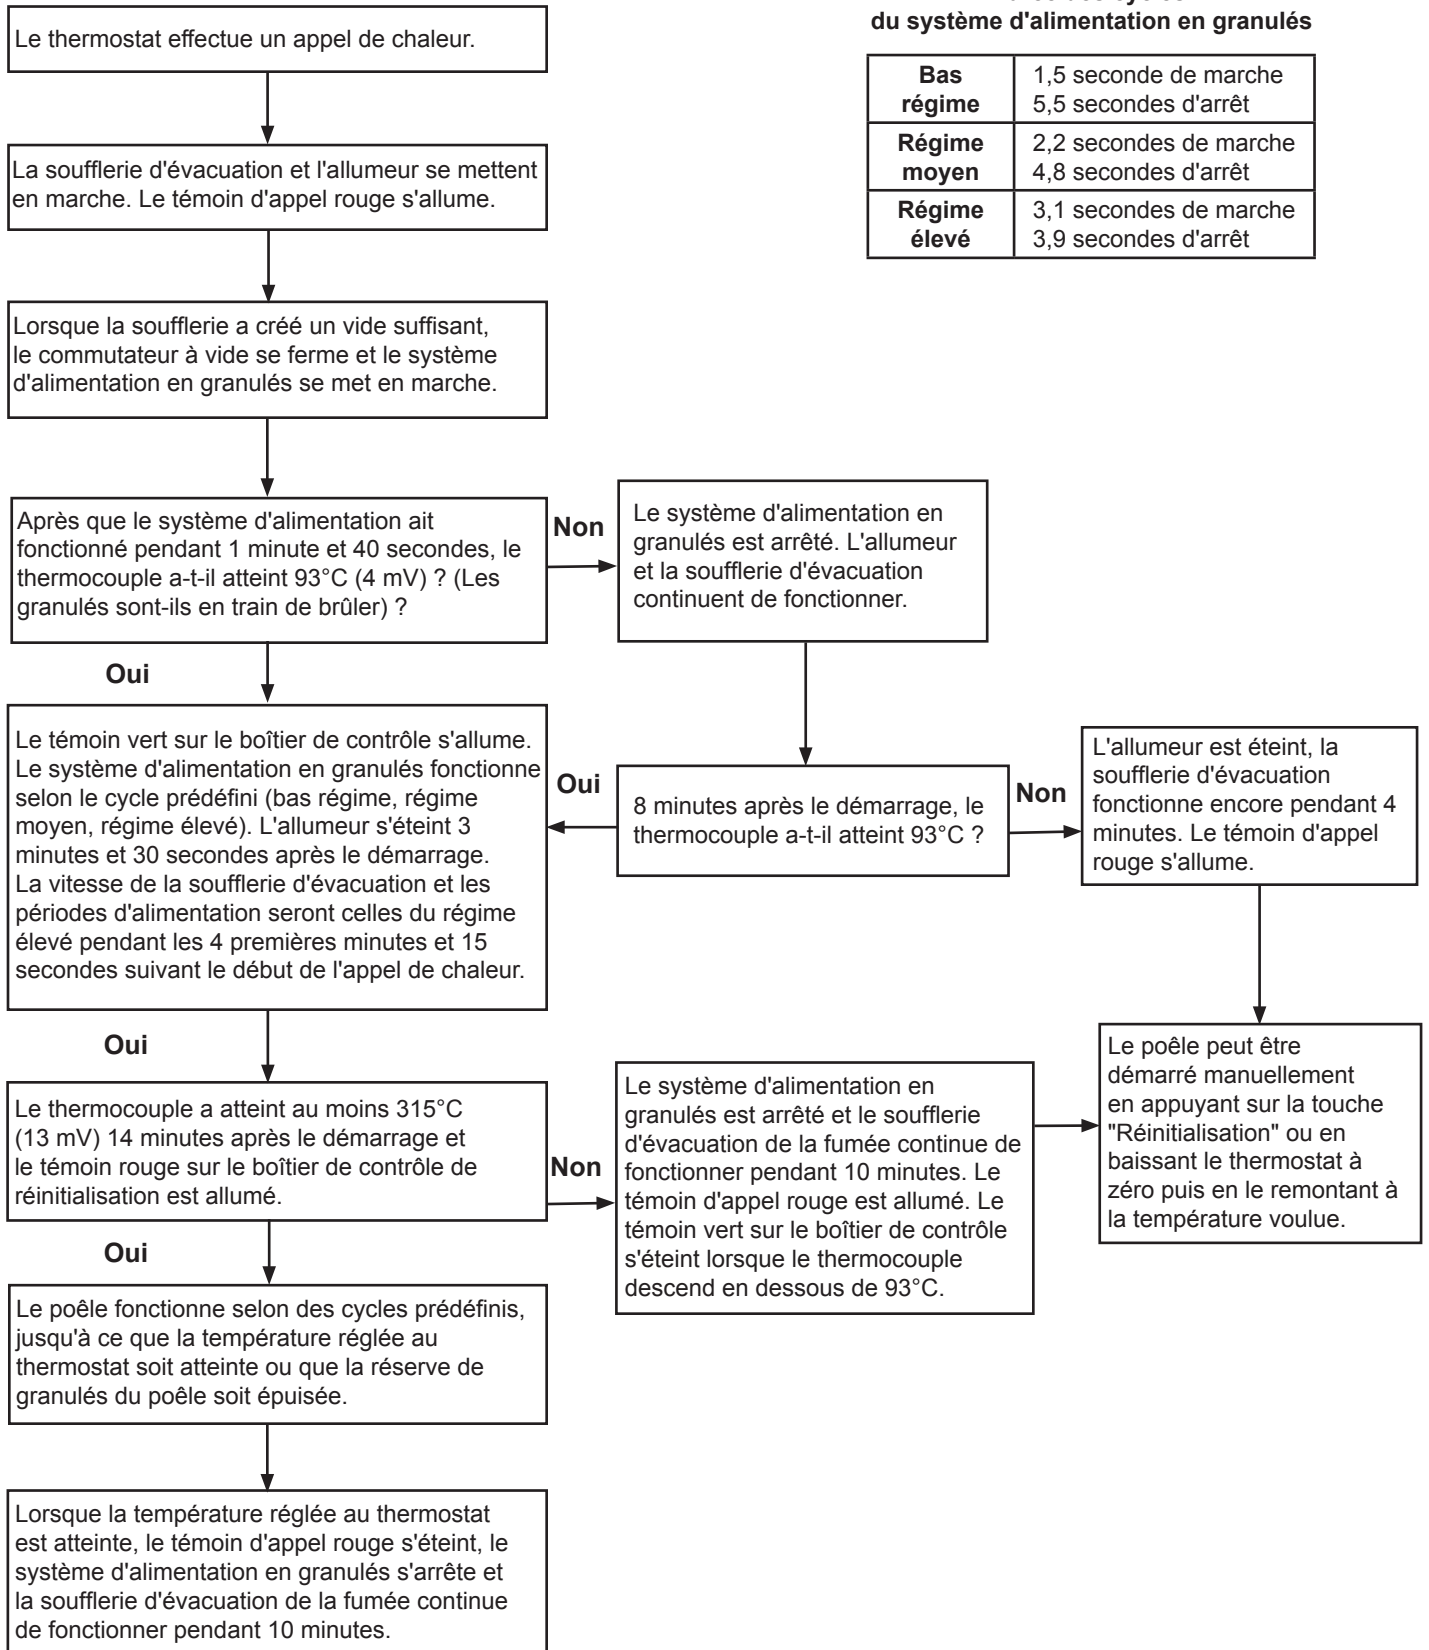 Le thermostat effectue un appel de chaleur.
du système d'alimentation en granulés
Bas
régime
1,5 seconde de marche
5,5 secondes d'arrêt
Régime
moyen
2,2 secondes de marche
4,8 secondes d'arrêt
Régime
élevé
3,1 secondes de marche
3,9 secondes d'arrêt
La soufflerie d'évacuation et l'allumeur se mettent
en marche. Le témoin d'appel rouge s'allume.
Lorsque la soufflerie a créé un vide suffisant,
le commutateur à vide se ferme et le système
d'alimentation en granulés se met en marche.
Après que le système d'alimentation ait
fonctionné pendant 1 minute et 40 secondes, le
thermocouple a-t-il atteint 93°C (4 mV) ? (Les
granulés sont-ils en train de brûler) ?
Non
Le système d'alimentation en
granulés est arrêté. L'allumeur
et la soufflerie d'évacuation
continuent de fonctionner.
Oui
Le témoin vert sur le boîtier de contrôle s'allume.
Le système d'alimentation en granulés fonctionne
selon le cycle prédéfini (bas régime, régime
moyen, régime élevé). L'allumeur s'éteint 3
minutes et 30 secondes après le démarrage.
La vitesse de la soufflerie d'évacuation et les
périodes d'alimentation seront celles du régime
élevé pendant les 4 premières minutes et 15
secondes suivant le début de l'appel de chaleur.
Oui
8 minutes après le démarrage, le
thermocouple a-t-il atteint 93°C ?
Non
L'allumeur est éteint, la
soufflerie d'évacuation
fonctionne encore pendant 4
minutes. Le témoin d'appel
rouge s'allume.
Oui
Le thermocouple a atteint au moins 315°C
(13 mV) 14 minutes après le démarrage et
le témoin rouge sur le boîtier de contrôle de
réinitialisation est allumé.
Non
Le système d'alimentation en
granulés est arrêté et le soufflerie
d'évacuation de la fumée continue de
fonctionner pendant 10 minutes. Le
témoin d'appel rouge est allumé. Le
témoin vert sur le boîtier de contrôle
s'éteint lorsque le thermocouple
descend en dessous de 93°C.
Le poêle peut être
démarré manuellement
en appuyant sur la touche
"Réinitialisation" ou en
baissant le thermostat à
zéro puis en le remontant à
la température voulue.
Oui
Le poêle fonctionne selon des cycles prédéfinis,
jusqu'à ce que la température réglée au
thermostat soit atteinte ou que la réserve de
granulés du poêle soit épuisée.
Lorsque la température réglée au thermostat
est atteinte, le témoin d'appel rouge s'éteint, le
système d'alimentation en granulés s'arrête et
la soufflerie d'évacuation de la fumée continue
de fonctionner pendant 10 minutes.